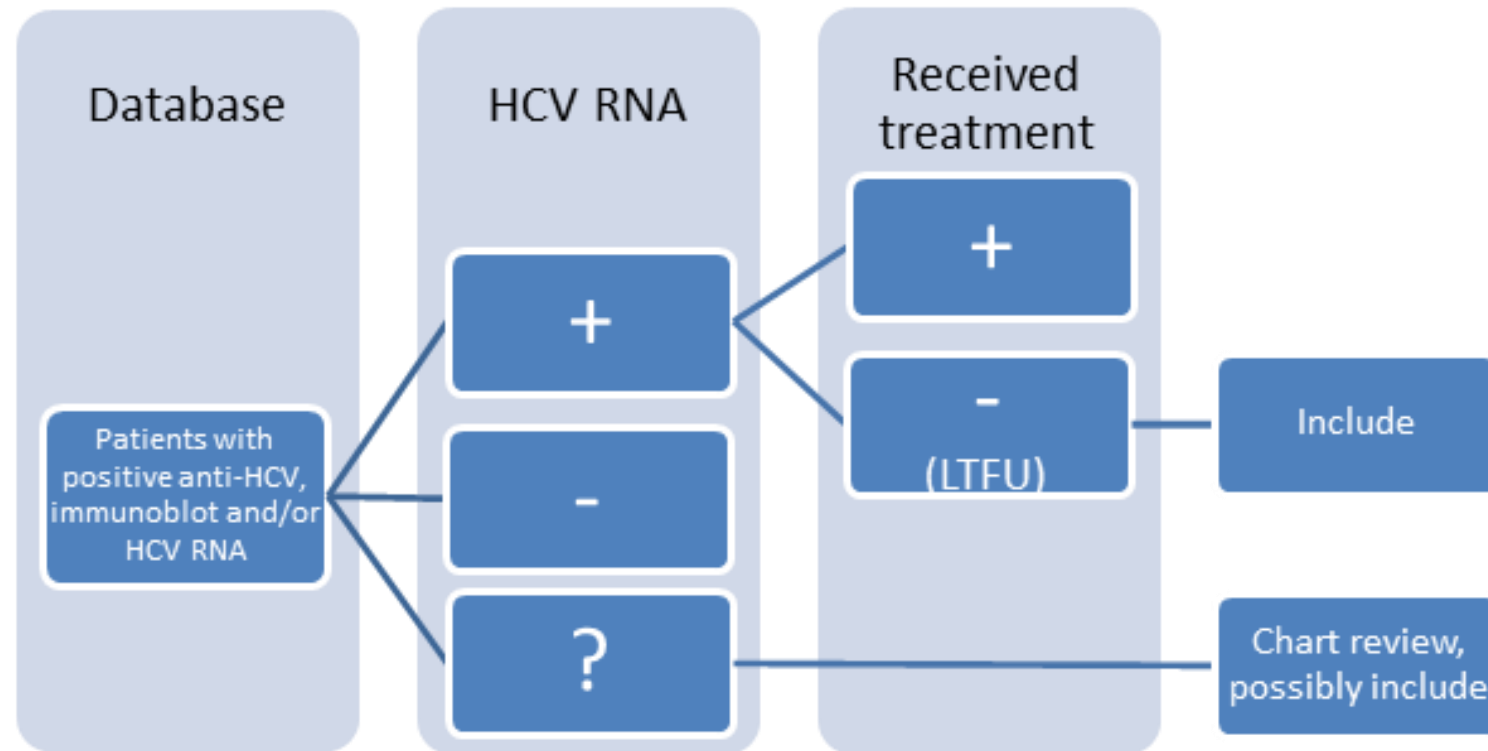 Database
HCV RNA
Received
treatment
Patients with
positive anti-HCV,
immunoblot and/or
HCV RNA
+
-
?
+
-
(LTFU)
Include
Chart review,
possibly include